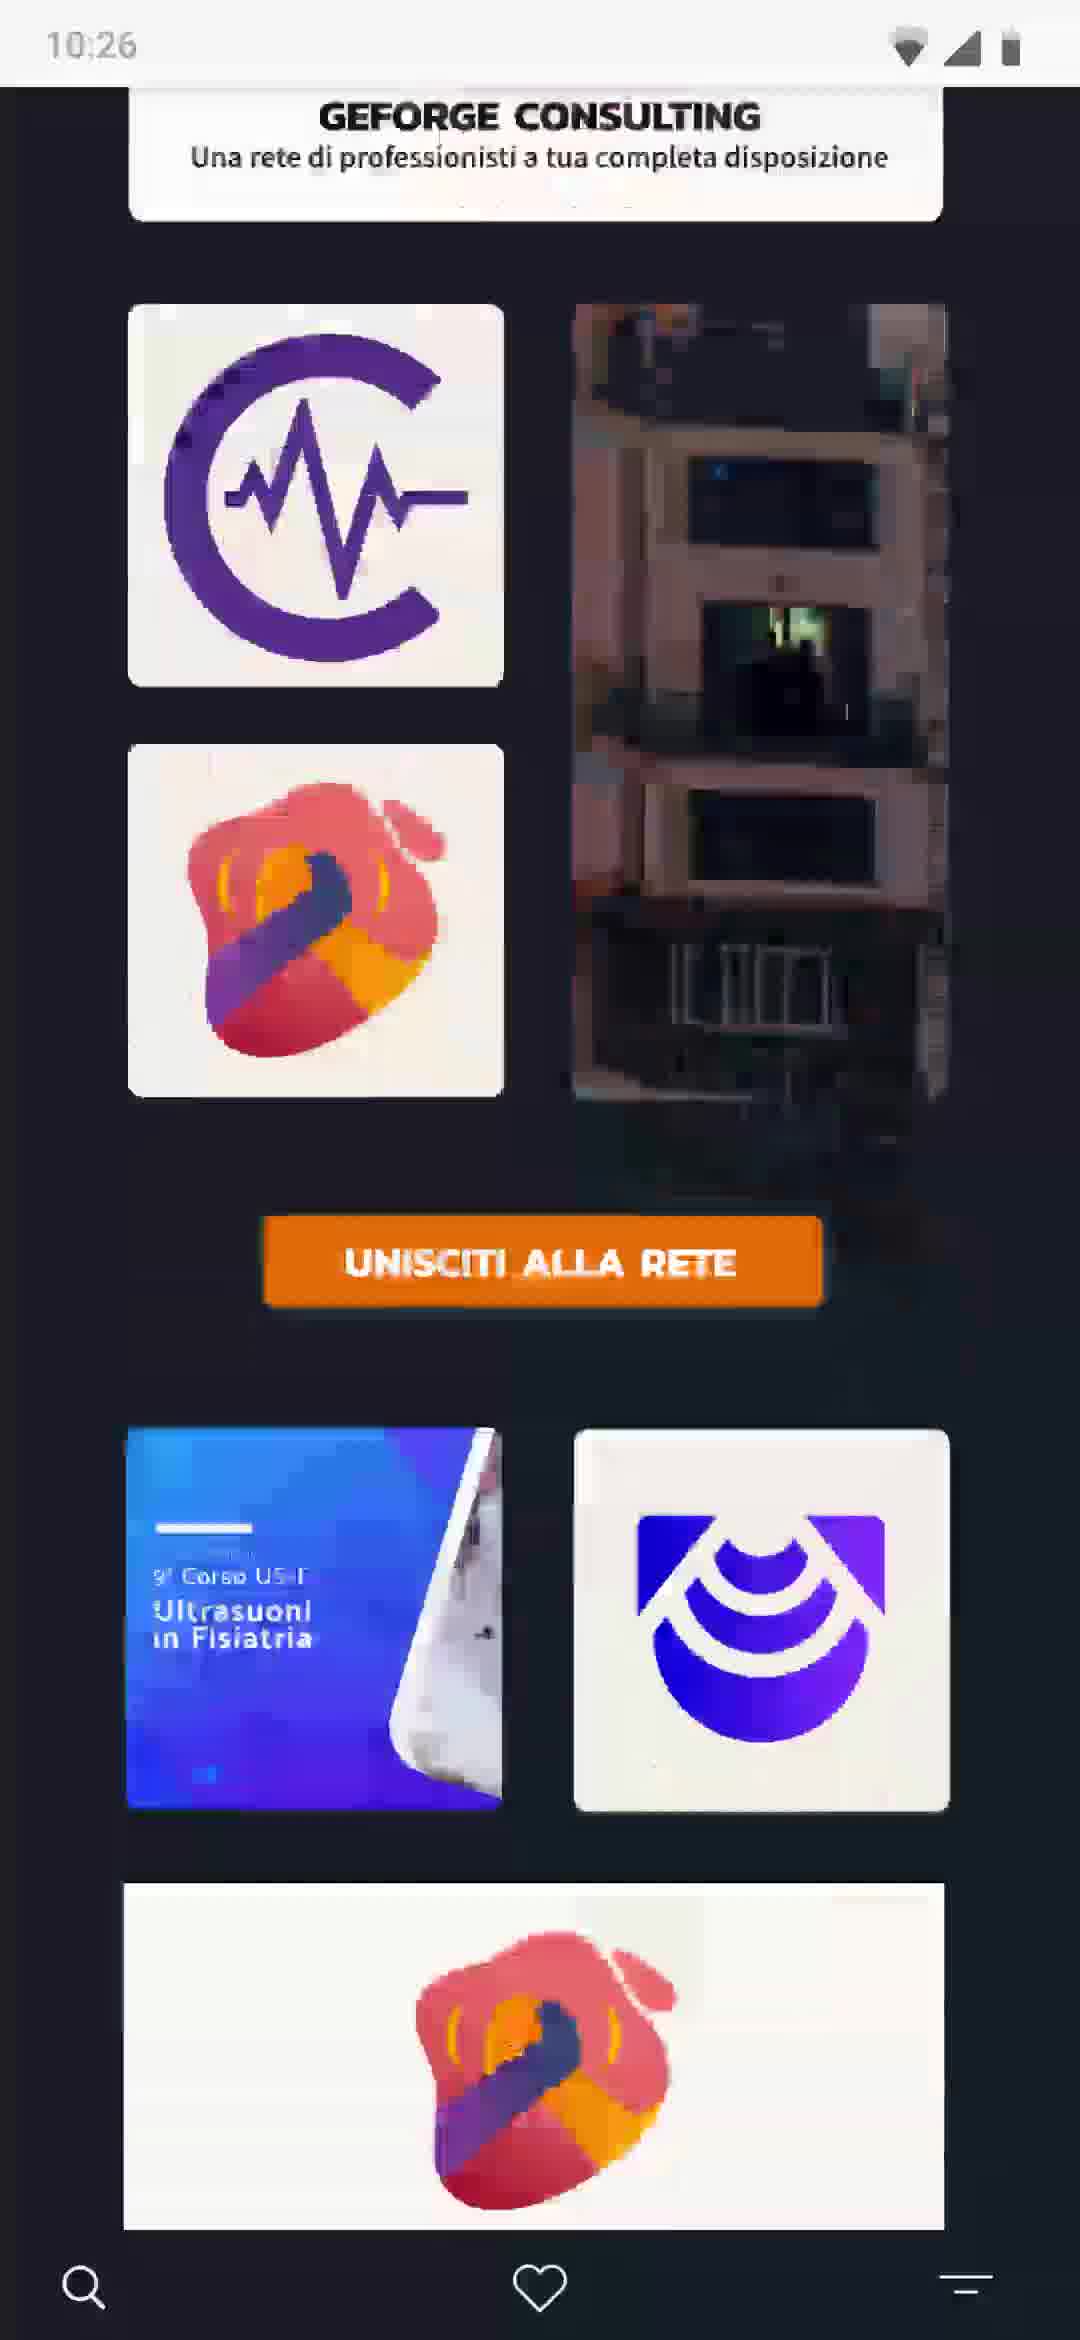 10:26
GEFORGE CONSULTING
Una rete di professionisti a tua completa disposizione
UNISCITI ALLA RETE
9° Corso
Ultrasuoni
in Fisiatria